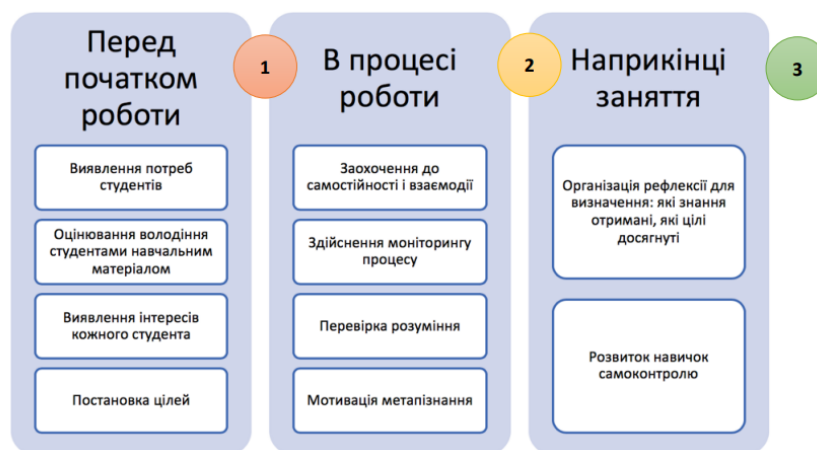 Перед
початком
роботи
1
Виявлення потреб
студентів
Оцінювання володіння
студентами навчальним
матеріалом
Виявлення інтересів
кожного студента
Постановка цілей
В процесі
роботи
2
Заохочення до
самостійності і взаємодії
Здійснення моніторингу
процесу
Перевірка розуміння
Мотивація метапізнання
Наприкінці
заняття
3
Організація рефлексії для
визначення: які знання
отримані, які цілі
досягнуті
Розвиток навичок
самоконтролю